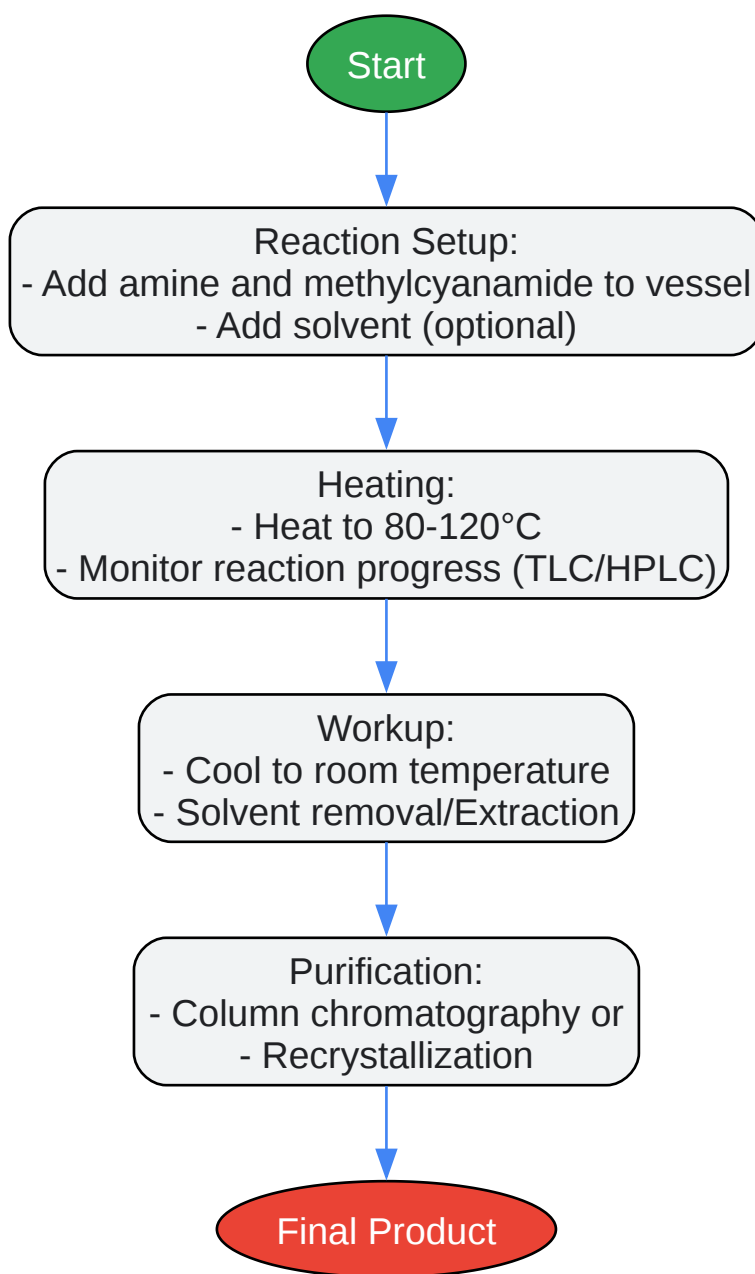 Start
Reaction Setup:
- Add amine and methylcyanamide to vessel
- Add solvent (optional)
Heating:
- Heat to 80-120°C
- Monitor reaction progress (TLC/HPLC)
Workup:
- Cool to room temperature
- Solvent removal/Extraction
Purification:
- Column chromatography or
- Recrystallization
Final Product